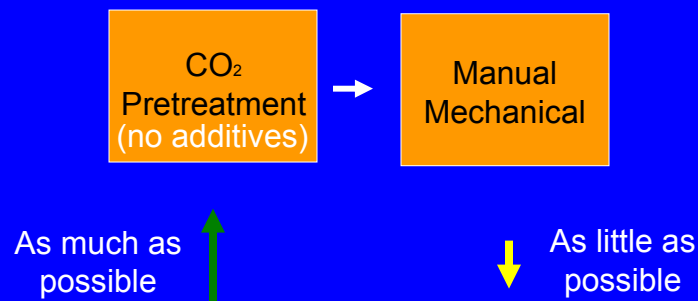 CO₂
Pretreatment
(no additives)
Manual
Mechanical
As much as
possible
As little as
possible